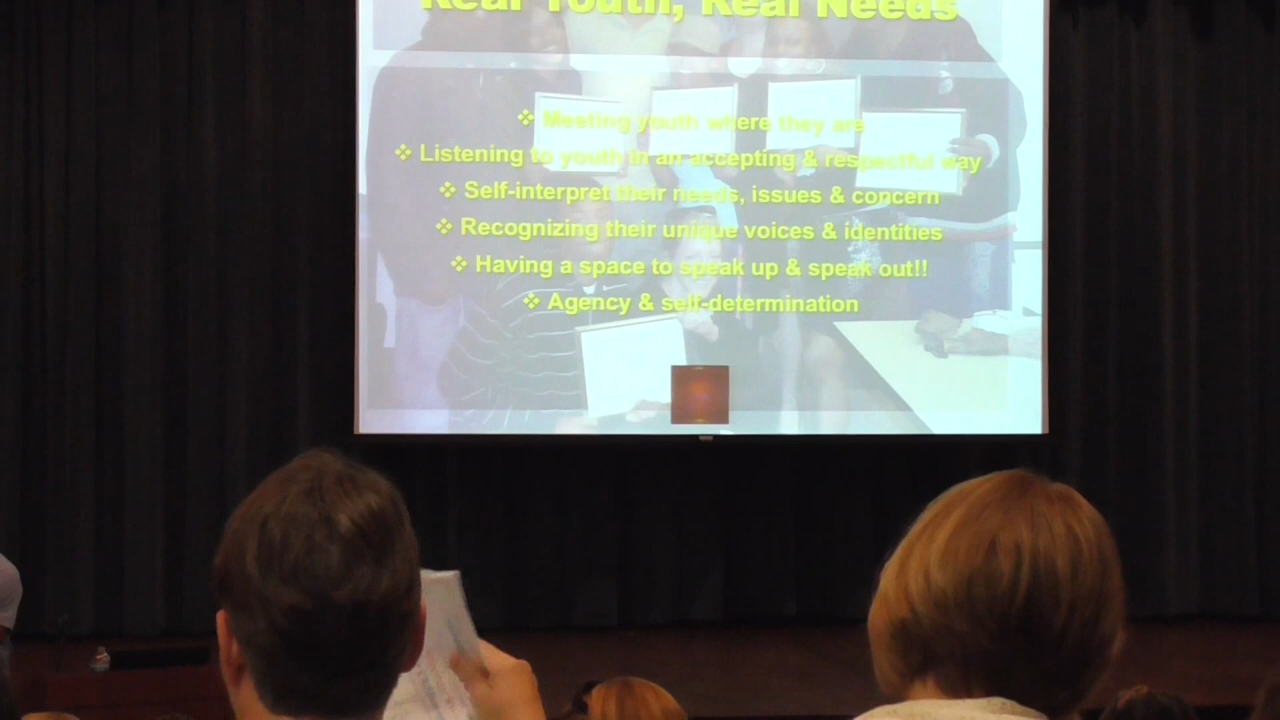 Real Youth, Real Needs
❖ Meeting youth where they are
❖ Listening to youth in an accepting & respectful way
❖ Self-interpret their needs, issues & concern
❖ Recognizing their unique voices & identities
❖ Having a space to speak up & speak out!!
❖ Agency & self-determination